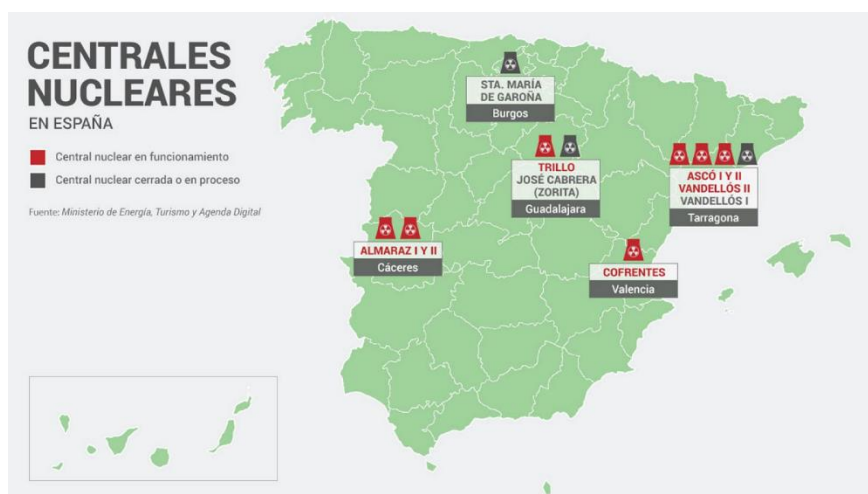 CENTRALES
NUCLEARES
EN ESPAÑA
Central nuclear en funcionamiento
Central nuclear cerrada o en proceso
Fuente: Ministerio de Energía, Turismo y Agenda Digital
STA. MARÍA
DE GAROÑA
Burgos
TRILLO
JOSÉ CABRERA
(ZORITA)
Guadalajara
ASCÓ I Y II
VANDELLÓS II
VANDELLÓS I
Tarragona
ALMARAZ I Y II
Cáceres
COFRENTES
Valencia